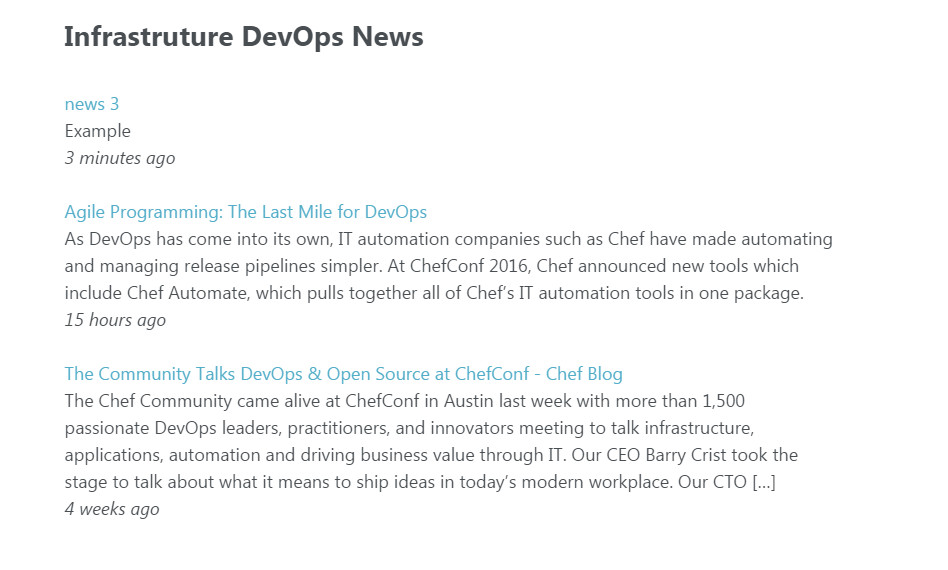 Infrastruture DevOps News
news 3
Example
3 minutes ago
Agile Programming: The Last Mile for DevOps
As DevOps has come into its own, IT automation companies such as Chef have made automating
and managing release pipelines simpler. At ChefConf 2016, Chef announced new tools which
include Chef Automate, which pulls together all of Chef’s IT automation tools in one package.
15 hours ago
The Community Talks DevOps & Open Source at ChefConf - Chef Blog
The Chef Community came alive at ChefConf in Austin last week with more than 1,500
passionate DevOps leaders, practitioners, and innovators meeting to talk infrastructure,
applications, automation and driving business value through IT. Our CEO Barry Crist took the
stage to talk about what it means to ship ideas in today’s modern workplace. Our CTO […]
4 weeks ago